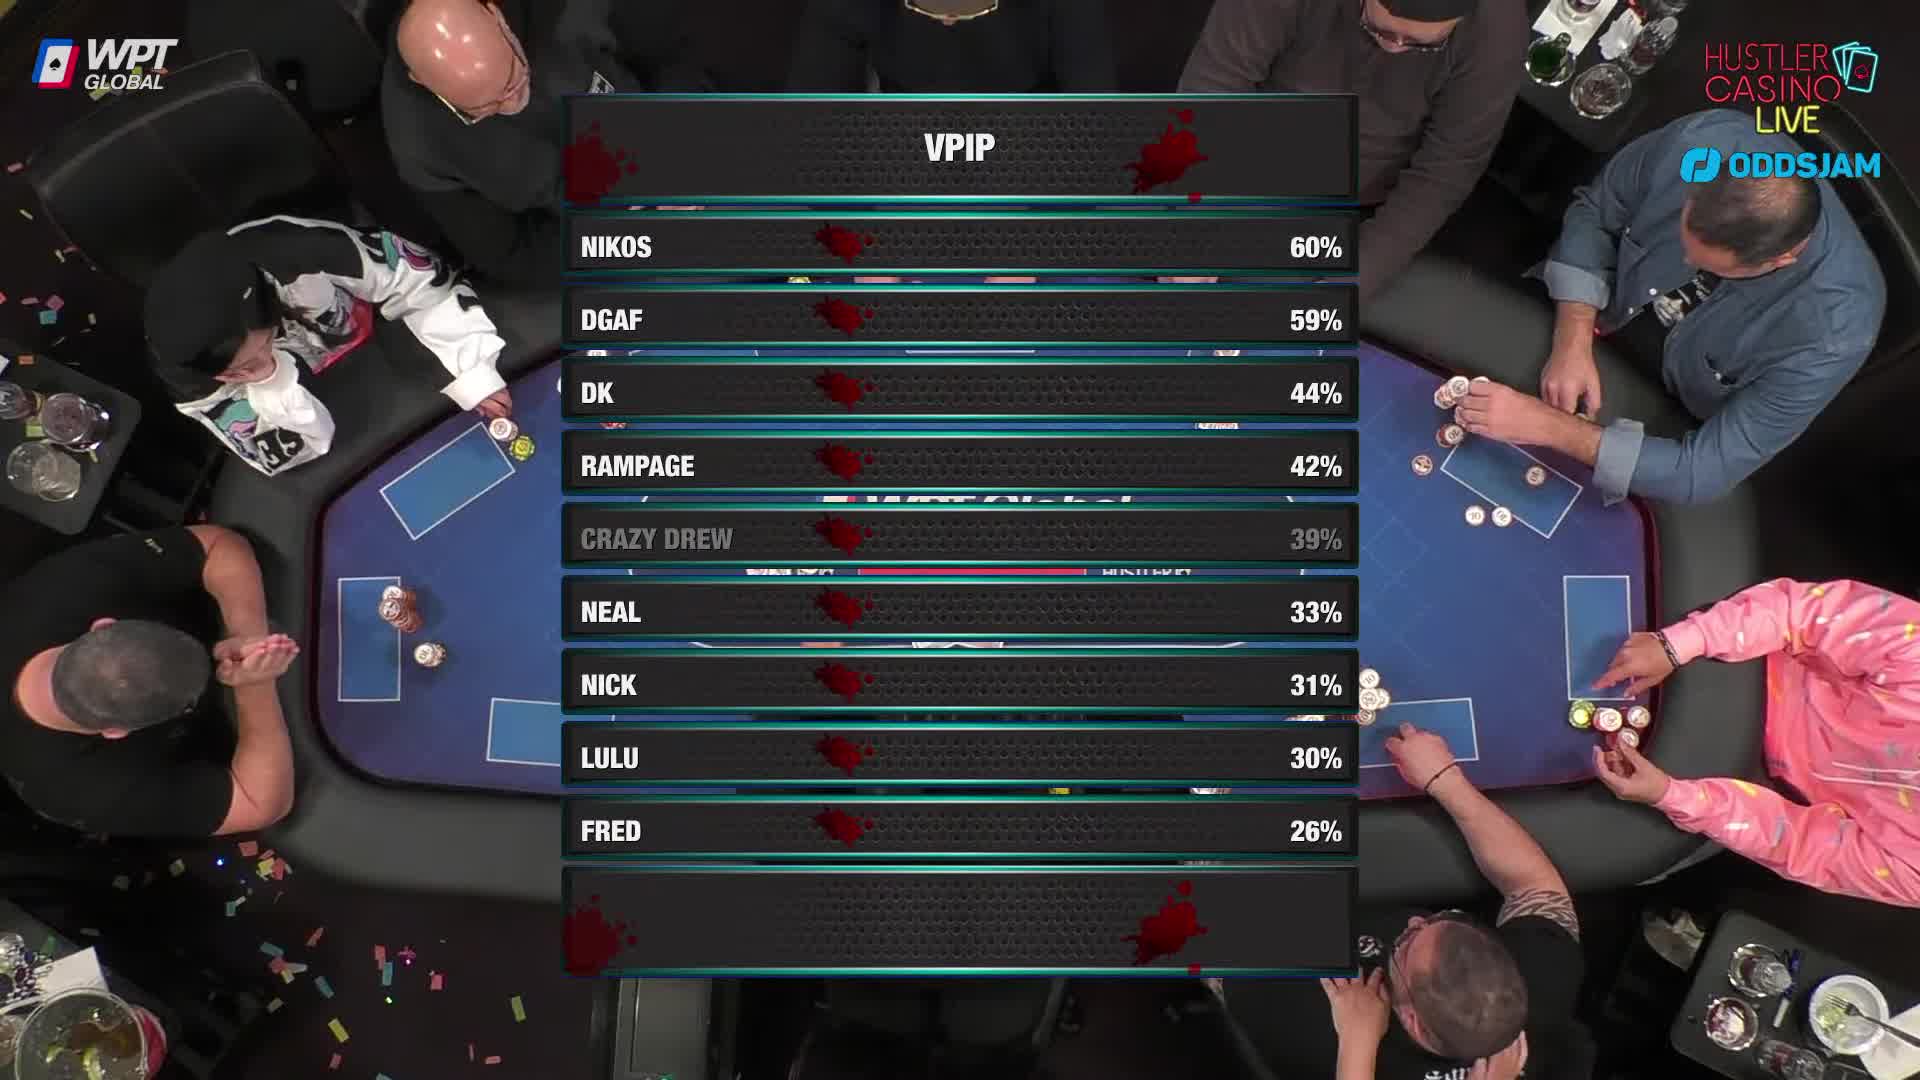 WPT
GLOBAL
HUSTLER
CASINO
LIVE
ODDSJAM
VPIP
NIKOS 60%
DGAF 59%
DK 44%
RAMPAGE 42%
CRAZY DREW 39%
NEAL 33%
NICK 31%
LULU 30%
FRED 26%